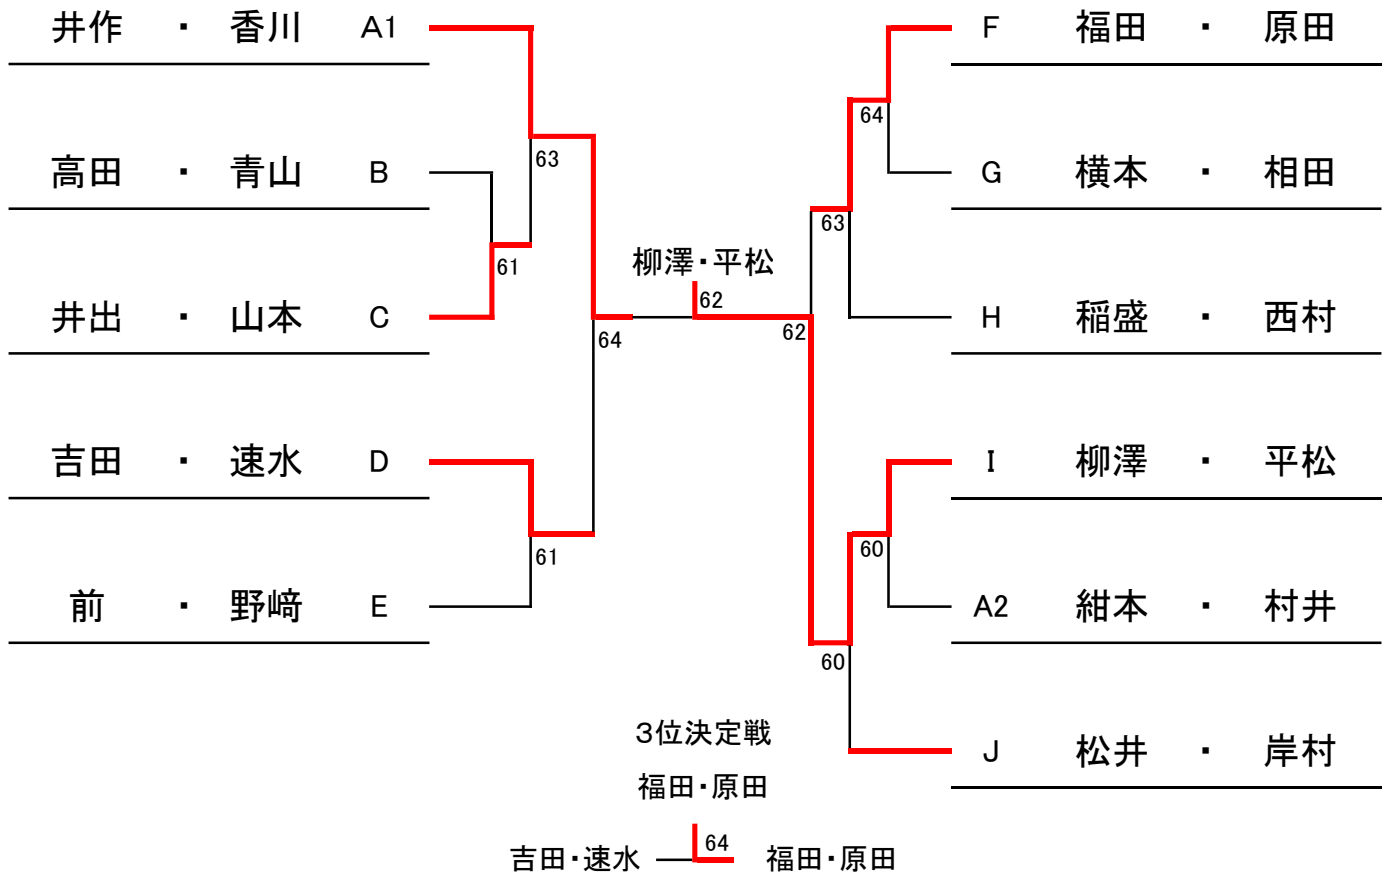 井作 ・ 香川 A1
高田 ・ 青山 B
井出 ・ 山本 C
吉田 ・ 速水 D
前 ・ 野﨑 E
63
61
64
61
柳澤・平松
62
62
64
63
60
60
F 福田 ・ 原田
G 横本 ・ 相田
H 稲盛 ・ 西村
I 柳澤 ・ 平松
A2 紺本 ・ 村井
J 松井 ・ 岸村
3位決定戦
福田・原田
64
吉田・速水 福田・原田